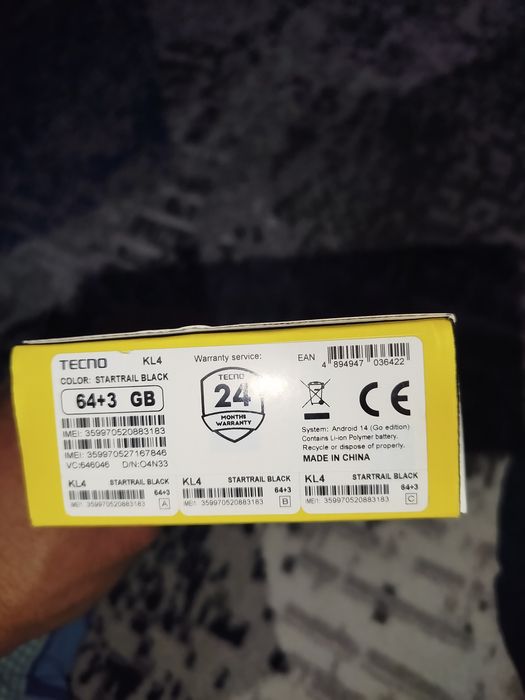 TECNO KL4
COLOR: STARTRAIL BLACK
64+3 GB
IMEI: 359970520883183
IMEI: 359970527167846
VC:646046 D/N:O4N33
Warranty service:
TECNO
24
MONTHS
WARRANTY
EAN
4 894947 036422
CE
System: Android 14 (Go edition)
Contains Li-ion Polymer battery.
Recycle or dispose of properly.
MADE IN CHINA
KL4 STARTRAIL BLACK
64+3
IMEI1: 359970520883183 A
KL4 STARTRAIL BLACK
64+3
IMEI1: 359970520883183 B
KL4 STARTRAIL BLACK
64+3
IMEI1: 359970520883183 C